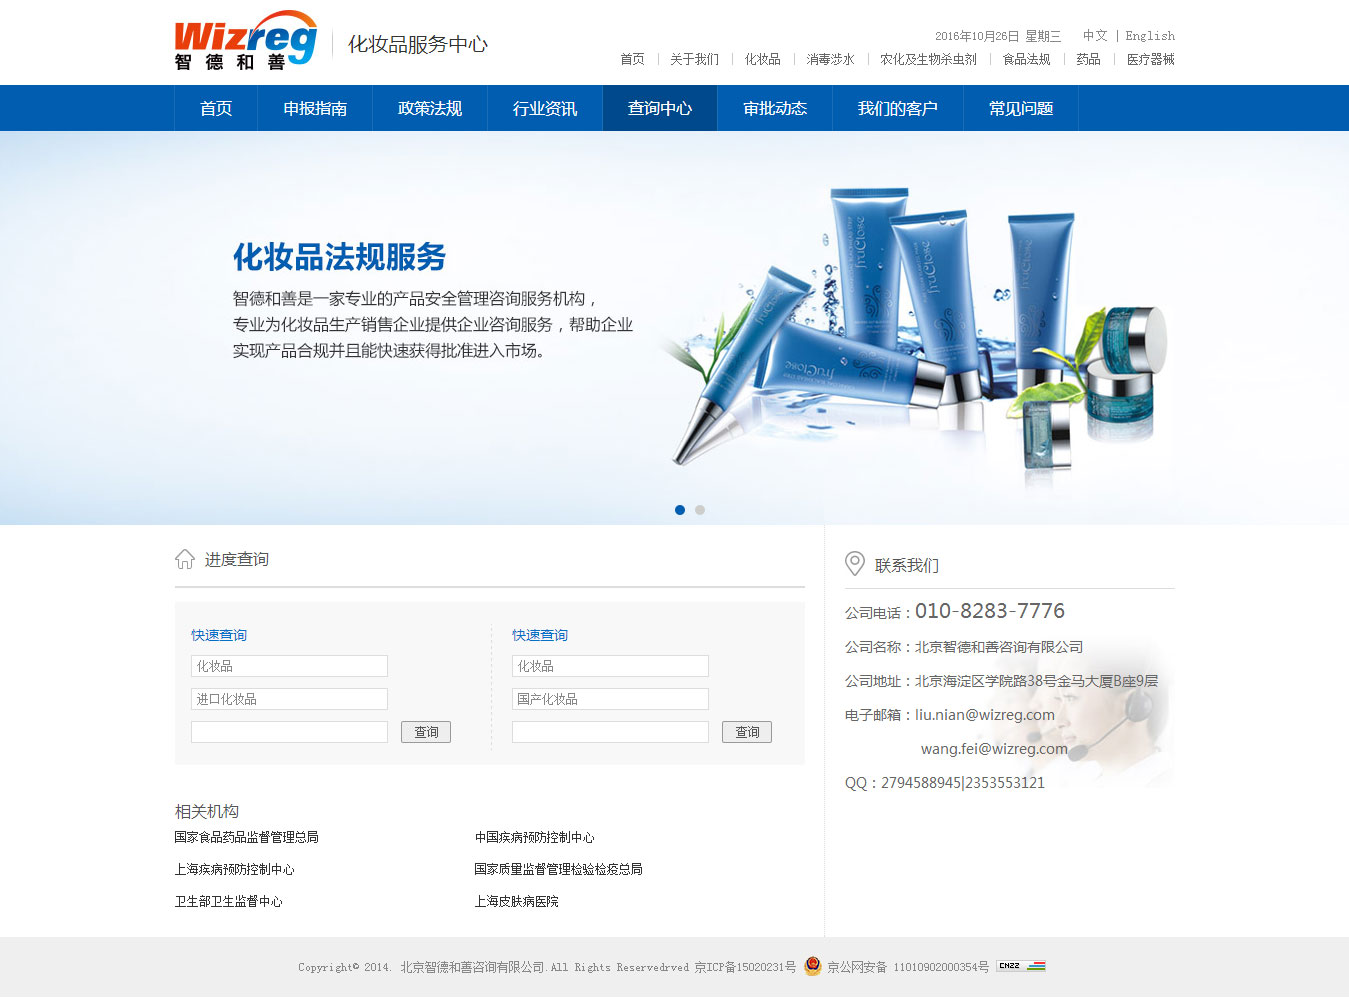 Wizreg
智德和善
化妆品服务中心
2016年10月26日 星期三 中文 | English
首页 关于我们 化妆品 消毒涉水 农化及生物杀虫剂 食品法规 药品 医疗器械
首页 申报指南 政策法规 行业资讯 查询中心 审批动态 我们的客户 常见问题
化妆品法规服务
智德和善是一家专业的产品安全管理咨询服务机构，
专业为化妆品生产销售企业提供企业咨询服务，帮助企业
实现产品合规并且能快速获得批准进入市场。
fruClose
fruClose
fruClose
进度查询
快速查询 快速查询
化妆品 化妆品
进口化妆品 国产化妆品
查询 查询
相关机构
国家食品药品监督管理总局 中国疾病预防控制中心
上海疾病预防控制中心 国家质量监督管理检验检疫总局
卫生部卫生监督中心 上海皮肤病医院
联系我们
公司电话：010-8283-7776
公司名称：北京智德和善咨询有限公司
公司地址：北京海淀区学院路38号金马大厦B座9层
电子邮箱：liu.nian@wizreg.com
wang.fei@wizreg.com
QQ：2794588945|2353553121
Copyright© 2014. 北京智德和善咨询有限公司.All Rights Reservedrved 京ICP备15020231号 京公网安备 11010902000354号 CNZZ